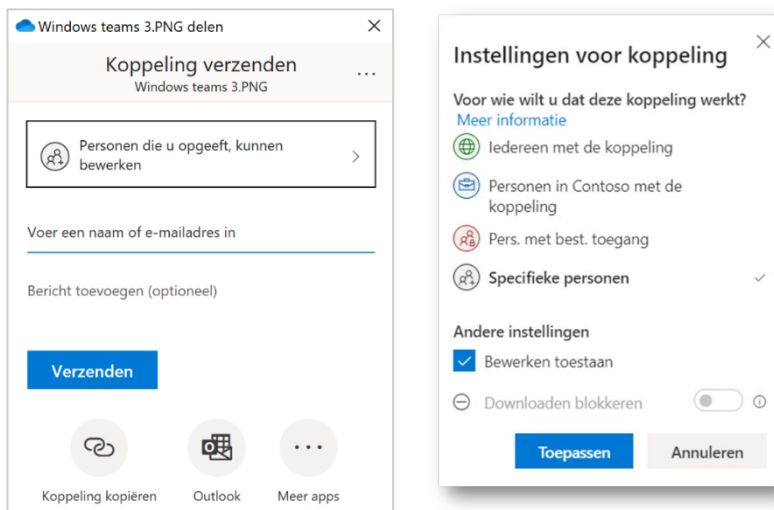 Windows teams 3.PNG delen
Koppeling verzenden
Windows teams 3.PNG
Personen die u opgeeft, kunnen
bewerken
Voer een naam of e-mailadres in
Bericht toevoegen (optioneel)
Verzenden
Koppeling kopiëren
Outlook
Meer apps
Instellingen voor koppeling
Voor wie wilt u dat deze koppeling werkt?
Meer informatie
Iedereen met de koppeling
Personen in Contoso met de
koppeling
Pers. met best. toegang
Specifieke personen
Andere instellingen
Bewerken toestaan
Downloaden blokkeren
Toepassen
Annuleren